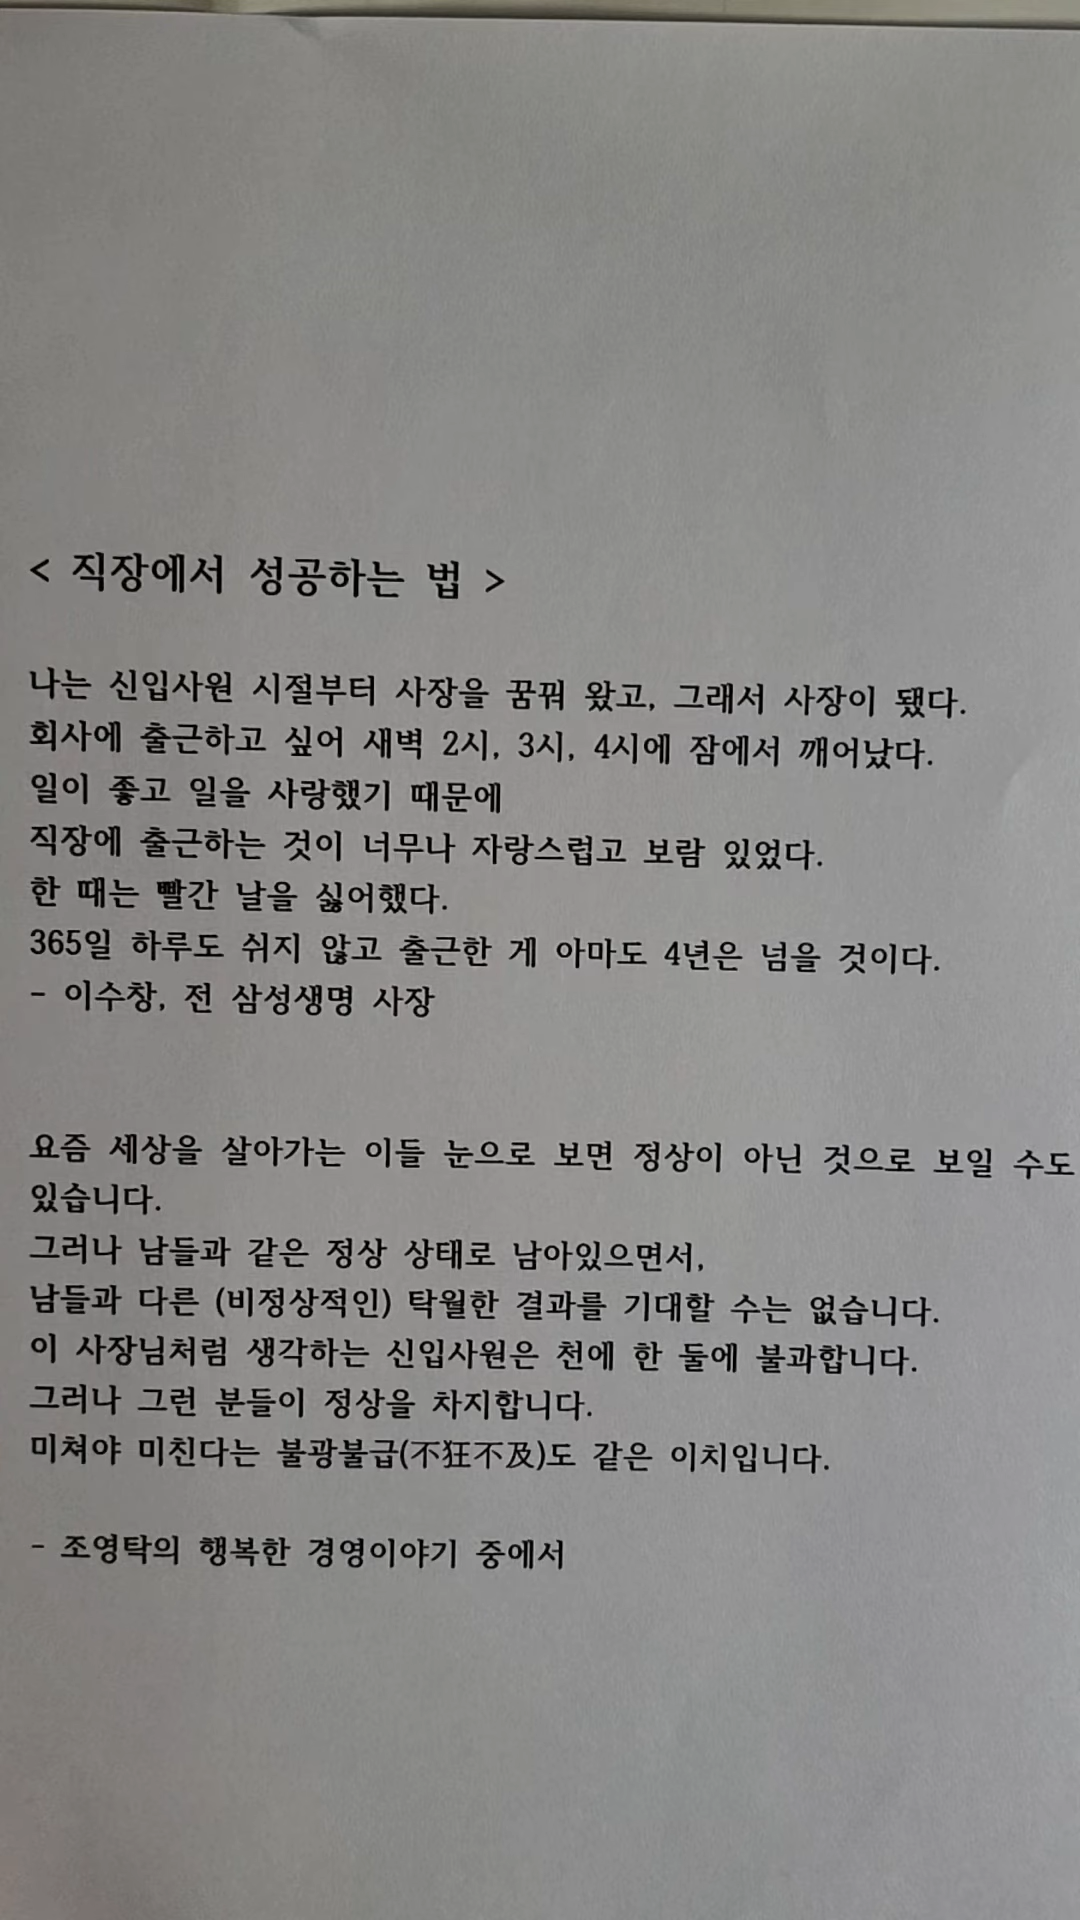 < 직장에서 성공하는 법 >
나는 신입사원 시절부터 사장을 꿈꿔 왔고, 그래서 사장이 됐다.
회사에 출근하고 싶어 새벽 2시, 3시, 4시에 잠에서 깨어났다.
일이 좋고 일을 사랑했기 때문에
직장에 출근하는 것이 너무나 자랑스럽고 보람 있었다.
한 때는 빨간 날을 싫어했다.
365일 하루도 쉬지 않고 출근한 게 아마도 4년은 넘을 것이다.
- 이수창, 전 삼성생명 사장
요즘 세상을 살아가는 이들 눈으로 보면 정상이 아닌 것으로 보일 수도
있습니다.
그러나 남들과 같은 정상 상태로 남아있으면서,
남들과 다른 (비정상적인) 탁월한 결과를 기대할 수는 없습니다.
이 사장님처럼 생각하는 신입사원은 천에 한 둘에 불과합니다.
그러나 그런 분들이 정상을 차지합니다.
미쳐야 미친다는 불광불급(不狂不及)도 같은 이치입니다.
- 조영탁의 행복한 경영이야기 중에서